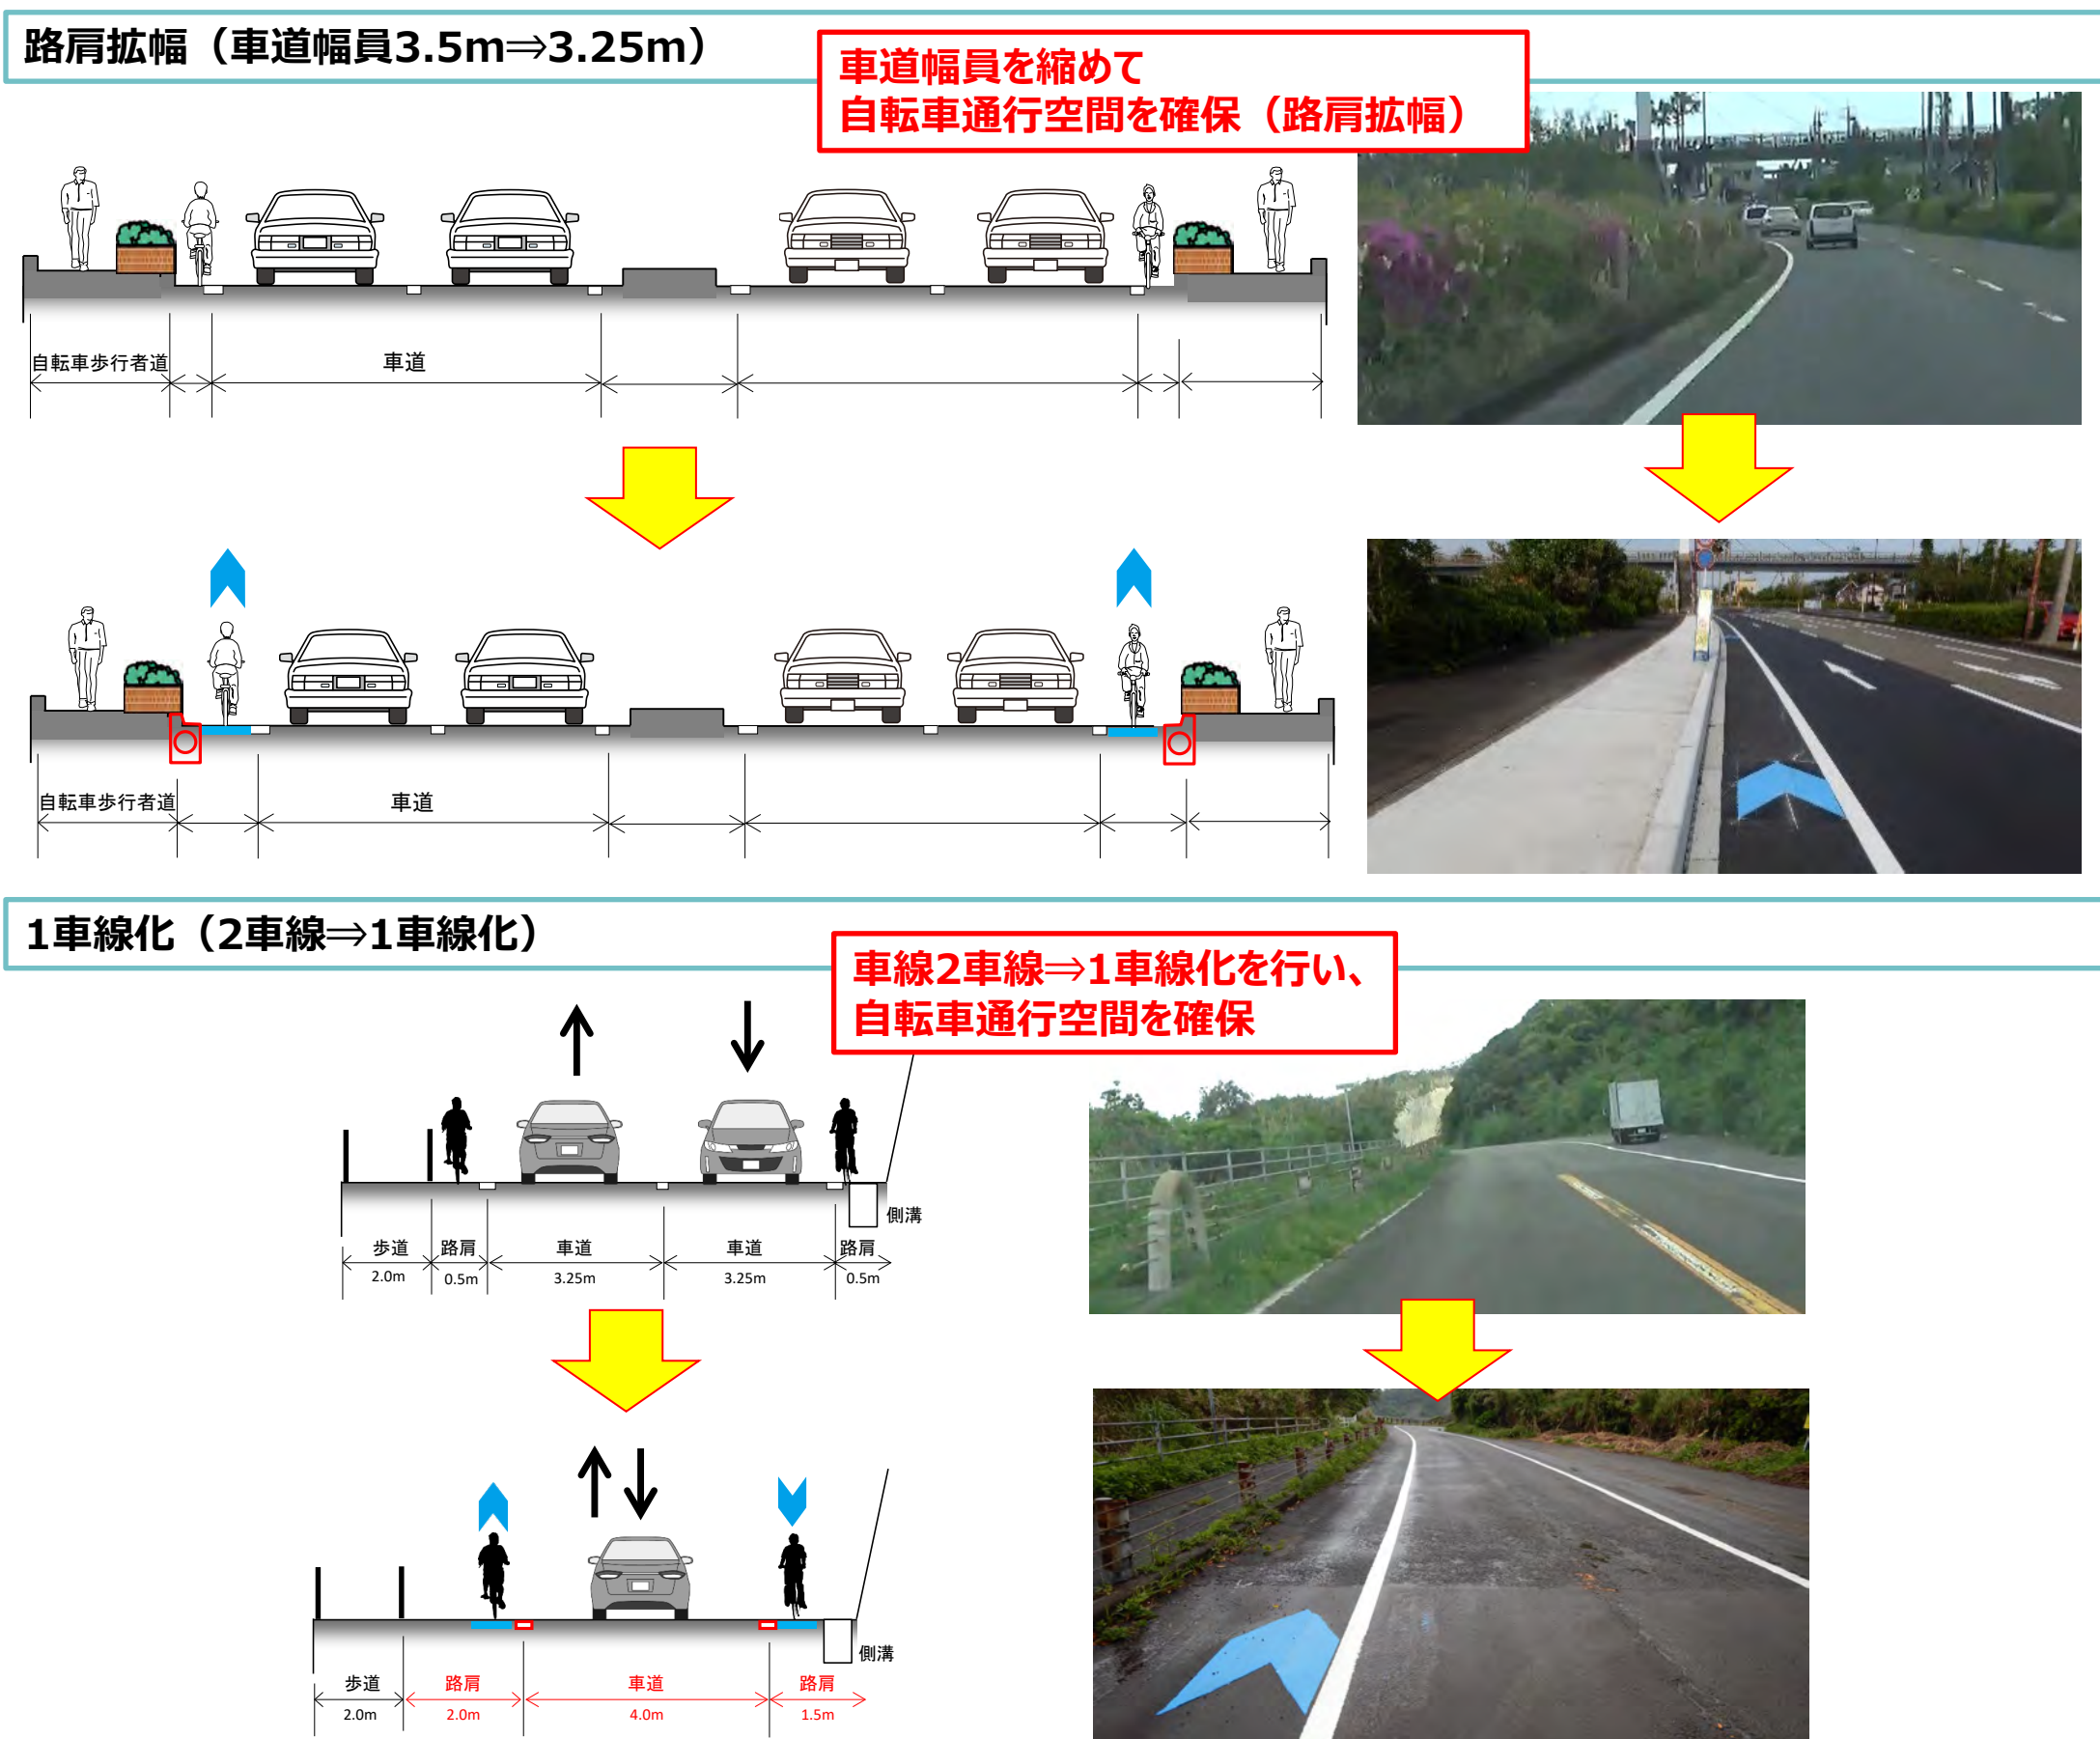 路肩拡幅（車道幅員3.5m⇒3.25m）
車道幅員を縮めて
自転車通行空間を確保（路肩拡幅）
自転車歩行者道
車道
自転車歩行者道
車道
1車線化（2車線⇒1車線化）
車線2車線⇒1車線化を行い、
自転車通行空間を確保
側溝
歩道 路肩 車道 車道 路肩
2.0m 0.5m 3.25m 3.25m 0.5m
側溝
歩道 路肩 車道 路肩
2.0m 2.0m 4.0m 1.5m